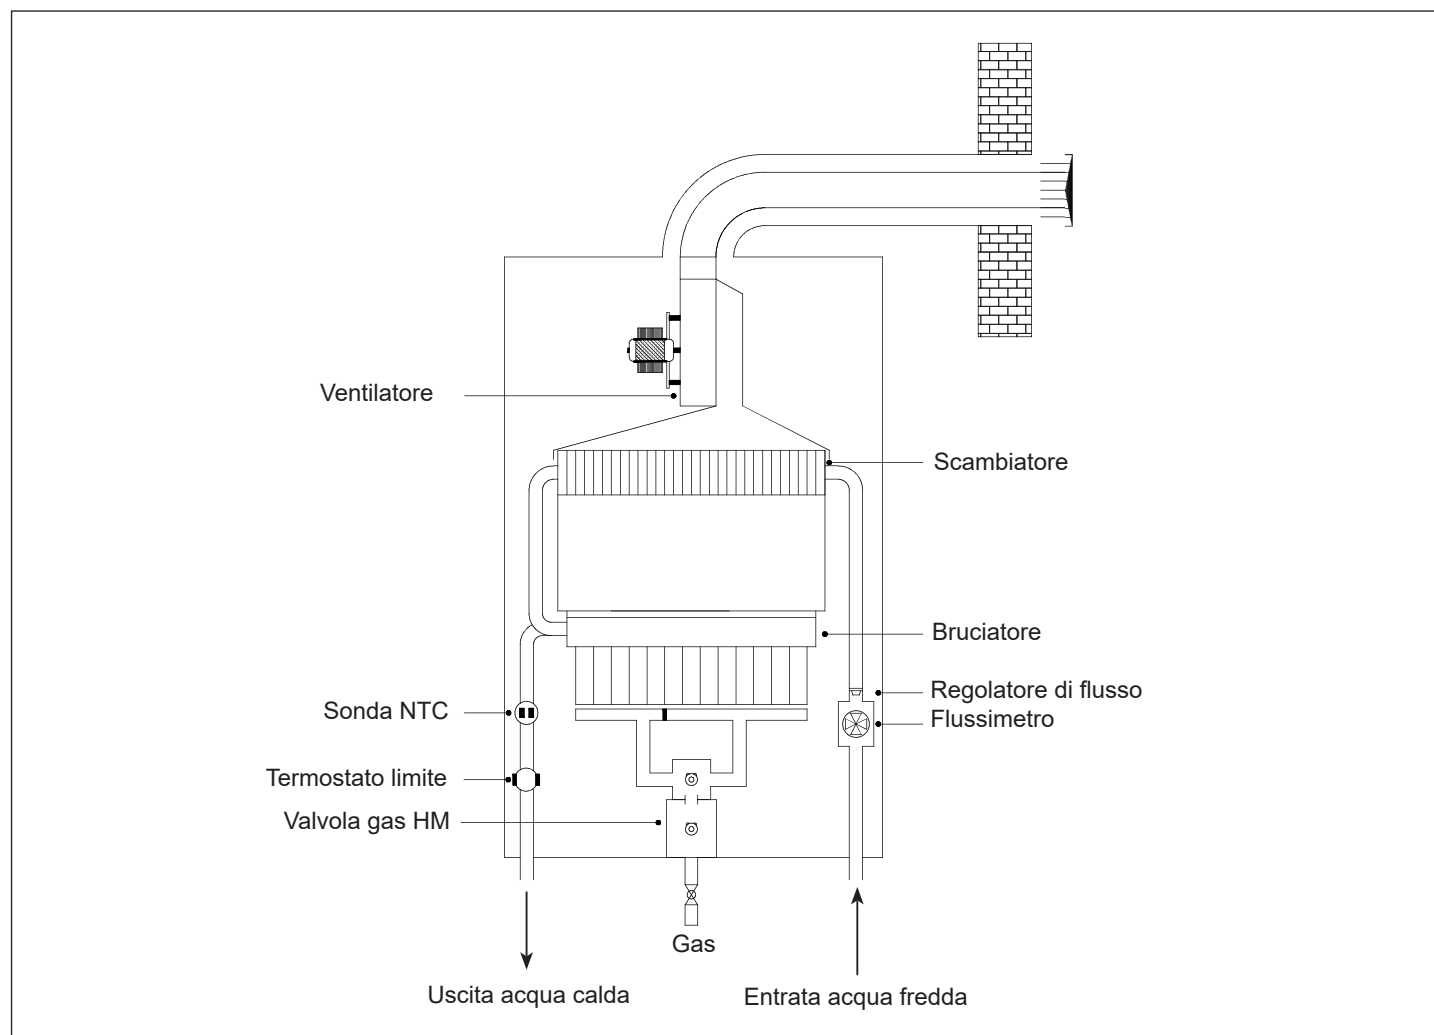 Ventilatore
Scambiatore
Bruciatore
Regolatore di flusso
Sonda NTC
Flussimetro
Termostato limite
Valvola gas HM
Gas
Uscita acqua calda
Entrata acqua fredda